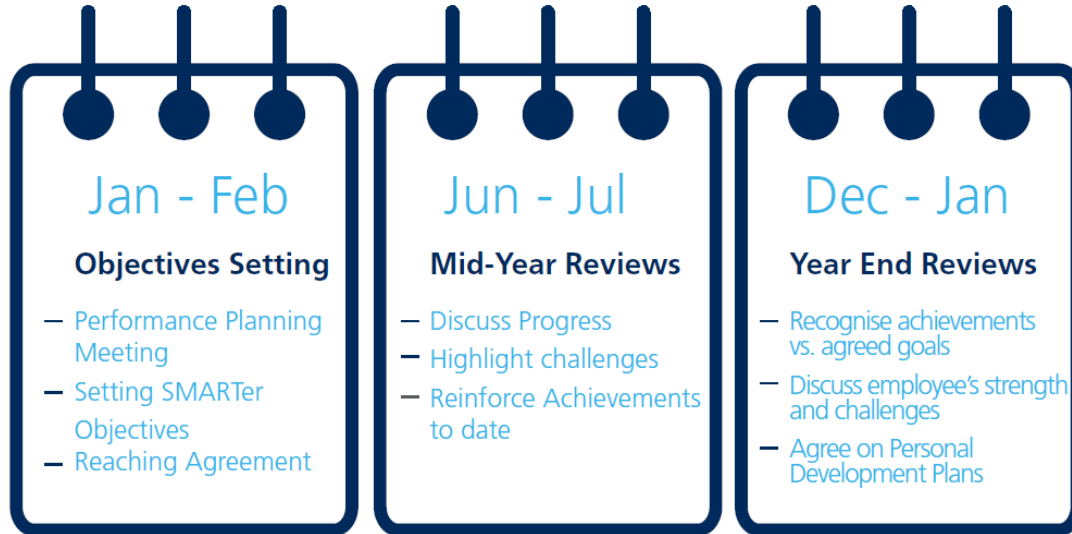 Jan - Feb
Objectives Setting
– Performance Planning
Meeting
– Setting SMARTer
Objectives
– Reaching Agreement
Jun - Jul
Mid-Year Reviews
– Discuss Progress
– Highlight challenges
– Reinforce Achievements
to date
Dec - Jan
Year End Reviews
– Recognise achievements
vs. agreed goals
– Discuss employee's strength
and challenges
– Agree on Personal
Development Plans